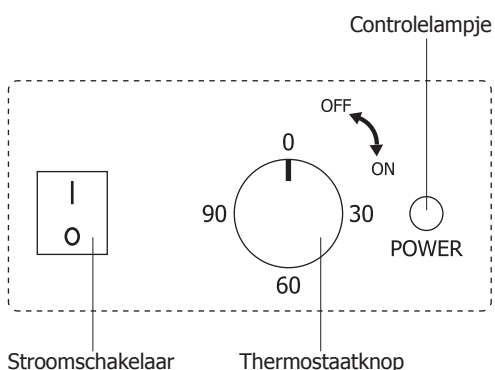 Controlelampje
OFF
0
ON
I
O
90
30
POWER
60
Stroomschakelaar
Thermostaatknop